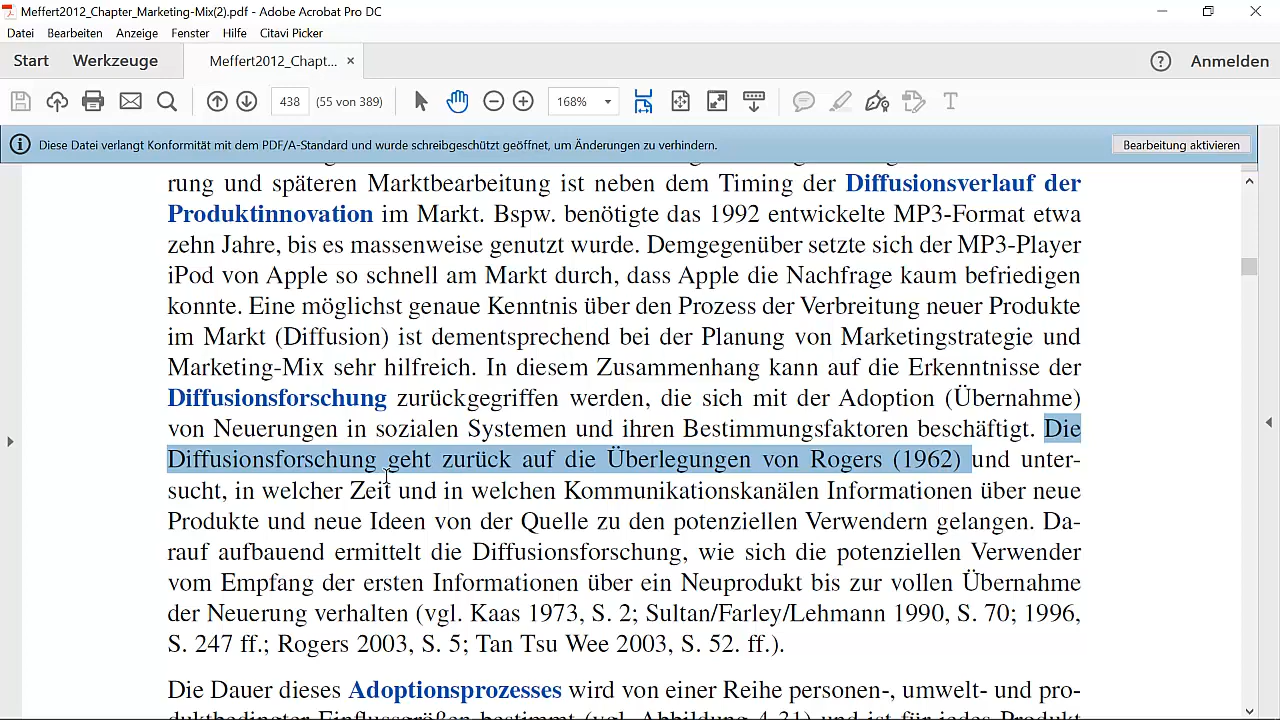 Meffert2012_Chapter_Marketing-Mix(2).pdf - Adobe Acrobat Pro DC
Datei Bearbeiten Anzeige Fenster Hilfe Citavi Picker
Start Werkzeuge Meffert2012_Chapt... × ? Anmelden
438 (55 von 389) 168%
Diese Datei verlangt Konformität mit dem PDF/A-Standard und wurde schreibgeschützt geöffnet, um Änderungen zu verhindern. Bearbeitung aktivieren
rung und späteren Marktbearbeitung ist neben dem Timing der Diffusionsverlauf der
Produktinnovation im Markt. Bspw. benötigte das 1992 entwickelte MP3-Format etwa
zehn Jahre, bis es massenweise genutzt wurde. Demgegenüber setzte sich der MP3-Player
iPod von Apple so schnell am Markt durch, dass Apple die Nachfrage kaum befriedigen
konnte. Eine möglichst genaue Kenntnis über den Prozess der Verbreitung neuer Produkte
im Markt (Diffusion) ist dementsprechend bei der Planung von Marketingstrategie und
Marketing-Mix sehr hilfreich. In diesem Zusammenhang kann auf die Erkenntnisse der
Diffusionsforschung zurückgegriffen werden, die sich mit der Adoption (Übernahme)
von Neuerungen in sozialen Systemen und ihren Bestimmungsfaktoren beschäftigt. Die
Diffusionsforschung geht zurück auf die Überlegungen von Rogers (1962) und unter-
sucht, in welcher Zeit und in welchen Kommunikationskanälen Informationen über neue
Produkte und neue Ideen von der Quelle zu den potenziellen Verwendern gelangen. Da-
rauf aufbauend ermittelt die Diffusionsforschung, wie sich die potenziellen Verwender
vom Empfang der ersten Informationen über ein Neuprodukt bis zur vollen Übernahme
der Neuerung verhalten (vgl. Kaas 1973, S. 2; Sultan/Farley/Lehmann 1990, S. 70; 1996,
S. 247 ff.; Rogers 2003, S. 5; Tan Tsu Wee 2003, S. 52. ff.).
Die Dauer dieses Adoptionsprozesses wird von einer Reihe personen-, umwelt- und pro-
duktbedingter Einflussgrößen bestimmt (vgl. Abbildung 4-31) und ist für jedes Produkt